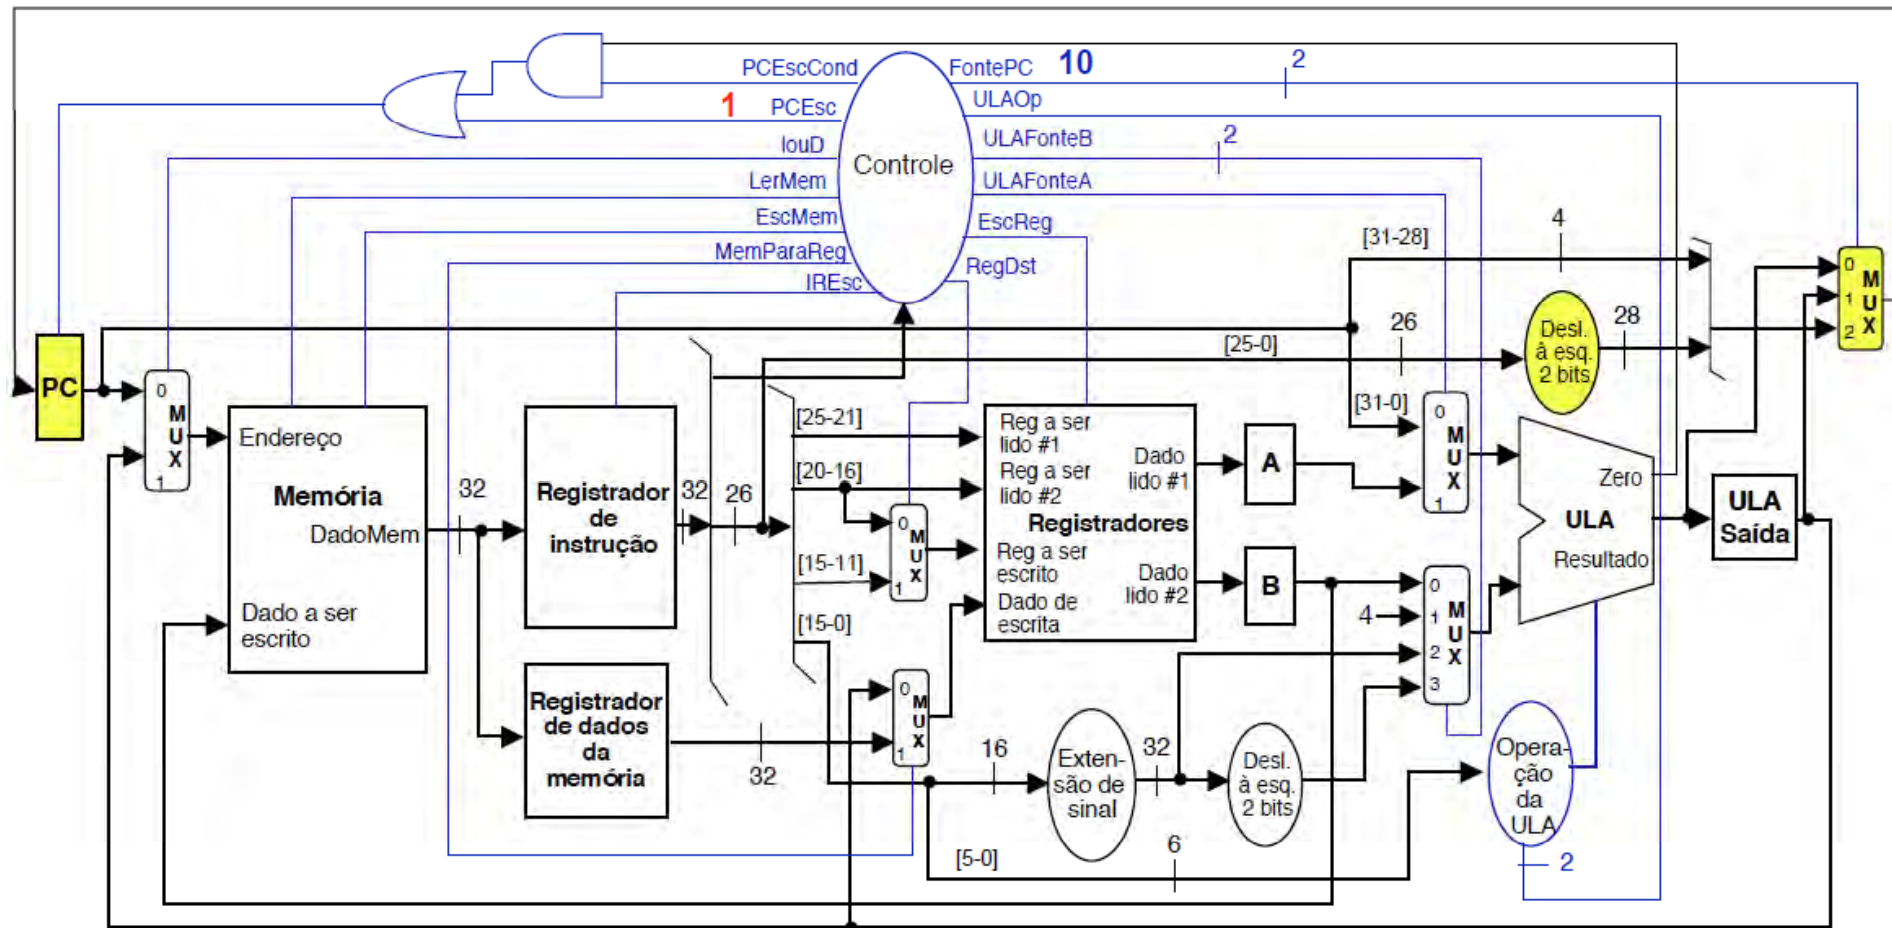 PCEscCond
FontePC
10
2
1
PCEsc
ULAOp
IouD
ULAFonteB
2
Controle
LerMem
ULAFonteA
EscMem
EscReg
MemParaReg
RegDst
IREsc
[31-28]
4
0
1
2
M
U
X
Desl.
à esq.
2 bits
28
26
[25-0]
PC
0
M
U
X
1
Endereço
Memória
DadoMem
Dado a ser
escrito
32
Registrador
de
instrução
32
26
[25-21]
[20-16]
[15-11]
[15-0]
0
M
U
X
1
Reg a ser
lido #1
Reg a ser
lido #2
Registradores
Reg a ser
escrito
Dado de
escrita
Dado
lido #1
Dado
lido #2
A
B
[31-0]
0
M
U
X
1
Zero
ULA
Resultado
ULA
Saída
0
4
1
2
3
M
U
X
Registrador
de dados
da
memória
32
0
M
U
X
1
16
Exten-
são de
sinal
32
Desl.
à esq.
2 bits
Opera-
ção
da
ULA
[5-0]
6
2